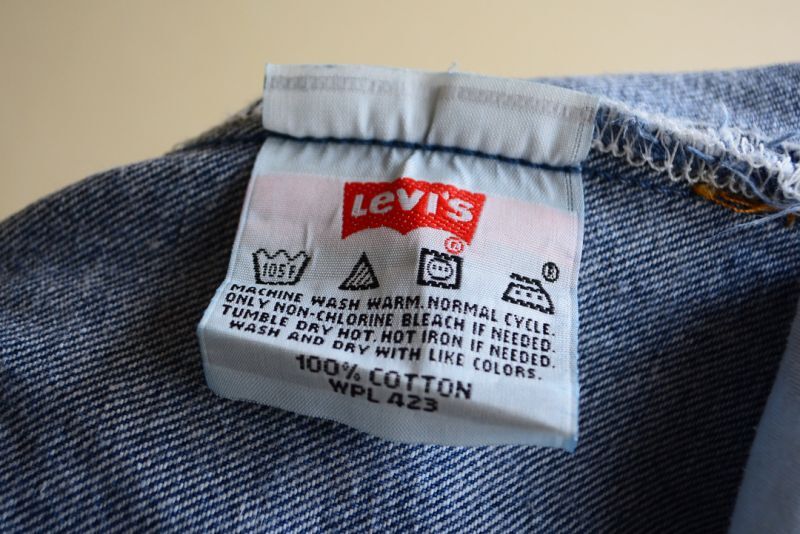 Levi's
®
105F
®
MACHINE WASH WARM. NORMAL CYCLE.
ONLY NON-CHLORINE BLEACH IF NEEDED.
TUMBLE DRY HOT. HOT IRON IF NEEDED.
WASH AND DRY WITH LIKE COLORS.
100% COTTON
WPL 423